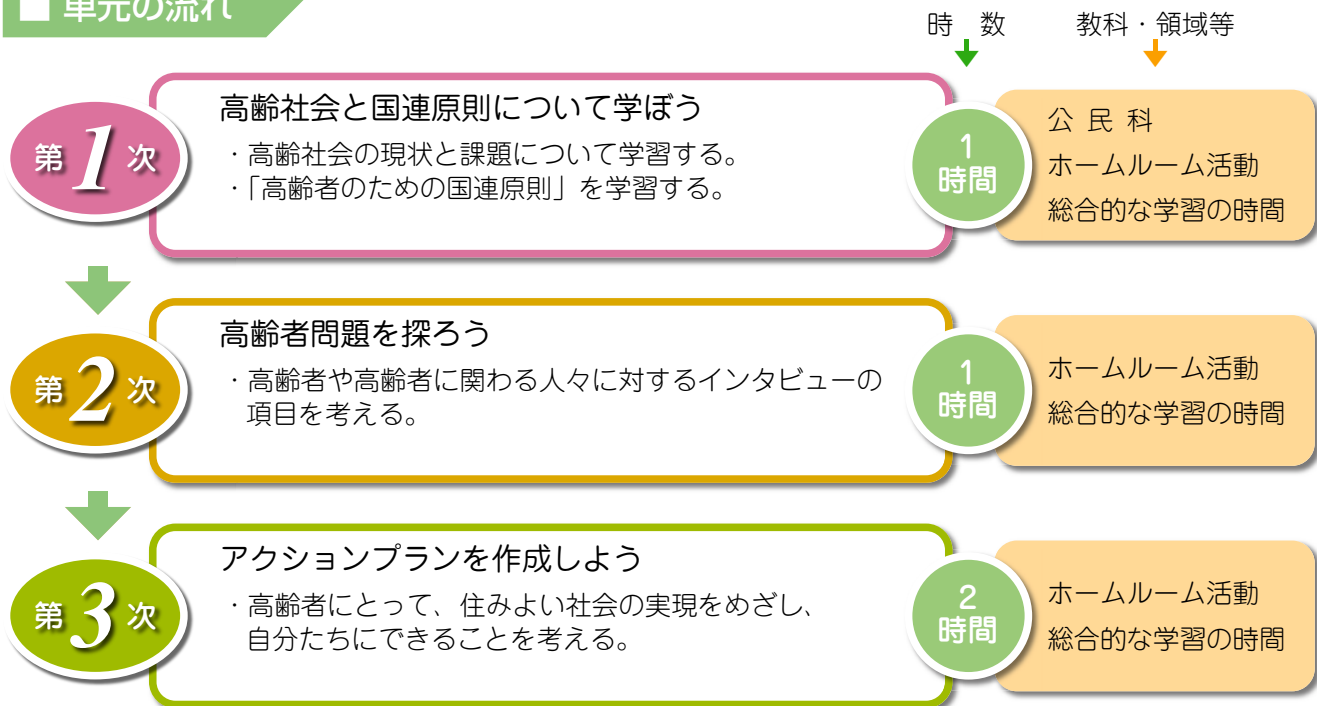 ■ 単元の流れ
時 数 教科・領域等
第1次
高齢社会と国連原則について学ぼう
・高齢社会の現状と課題について学習する。
・「高齢者のための国連原則」を学習する。
1
時間
公 民 科
ホームルーム活動
総合的な学習の時間
第2次
高齢者問題を探ろう
・高齢者や高齢者に関わる人々に対するインタビューの
項目を考える。
1
時間
ホームルーム活動
総合的な学習の時間
第3次
アクションプランを作成しよう
・高齢者にとって、住みよい社会の実現をめざし、
自分たちにできることを考える。
2
時間
ホームルーム活動
総合的な学習の時間